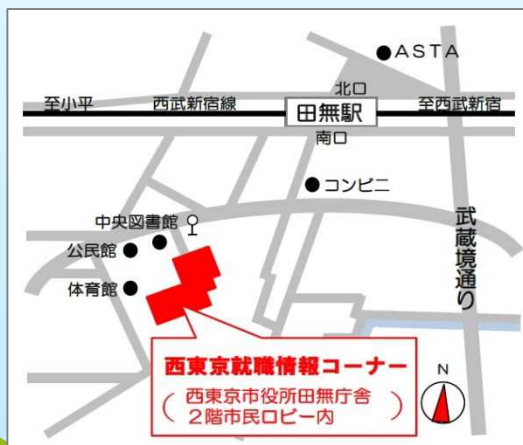 ASTA
北口
至小平
西武新宿線
田無駅
至西武新宿
南口
コンビニ
中央図書館
公民館
体育館
武蔵境通り
西東京就職情報コーナー
(西東京市役所田無庁舎
2階市民ロビー内)
N